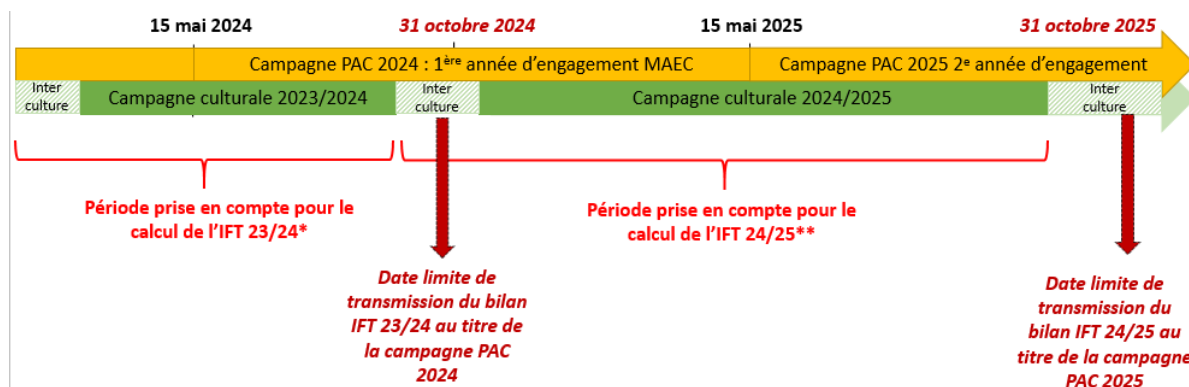 15 mai 2024
31 octobre 2024
15 mai 2025
31 octobre 2025
Campagne PAC 2024 : 1ère année d'engagement MAEC
Campagne PAC 2025 2e année d'engagement
Inter
culture
Campagne culturale 2023/2024
Inter
culture
Campagne culturale 2024/2025
Inter
culture
Période prise en compte pour le
calcul de l'IFT 23/24*
Période prise en compte pour le
calcul de l'IFT 24/25**
Date limite de
transmission du bilan
IFT 23/24 au titre de
la campagne PAC
2024
Date limite de
transmission du
bilan IFT 24/25 au
titre de la campagne
PAC 2025